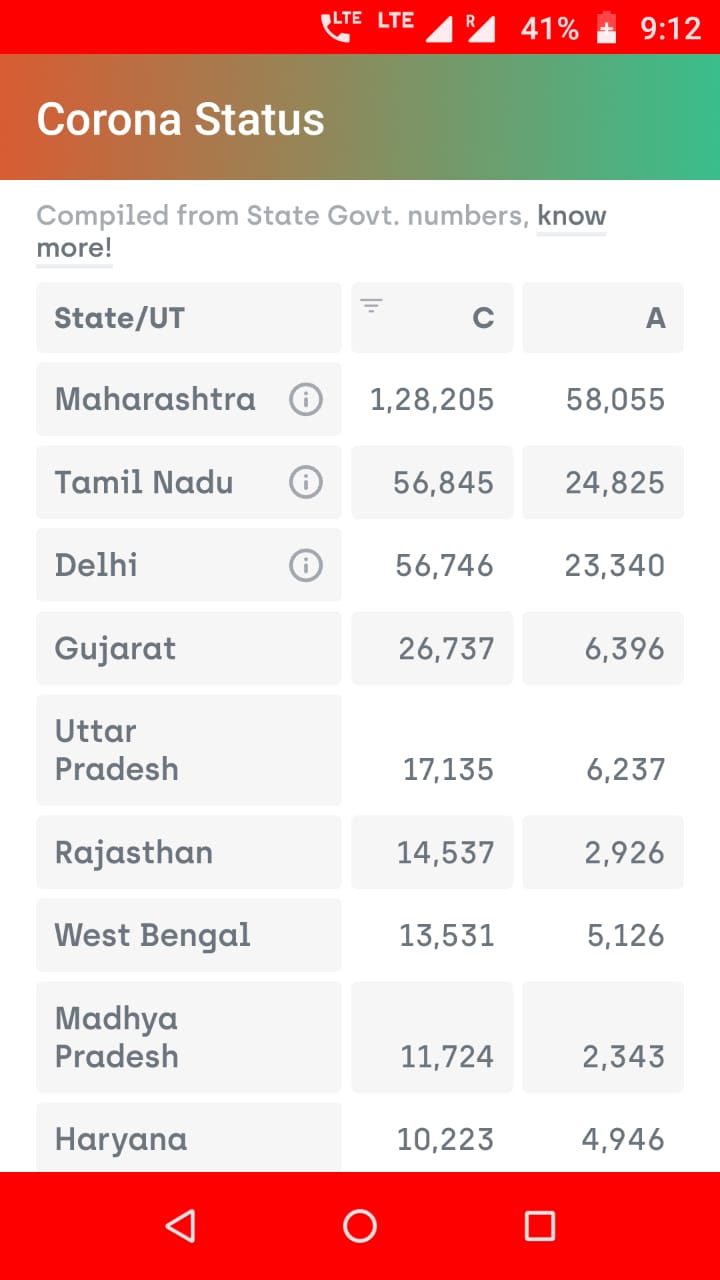 LTE LTE R 41% 9:12
Corona Status
Compiled from State Govt. numbers, know
more!
State/UT C A
Maharashtra 1,28,205 58,055
Tamil Nadu 56,845 24,825
Delhi 56,746 23,340
Gujarat 26,737 6,396
Uttar
Pradesh 17,135 6,237
Rajasthan 14,537 2,926
West Bengal 13,531 5,126
Madhya
Pradesh 11,724 2,343
Haryana 10,223 4,946